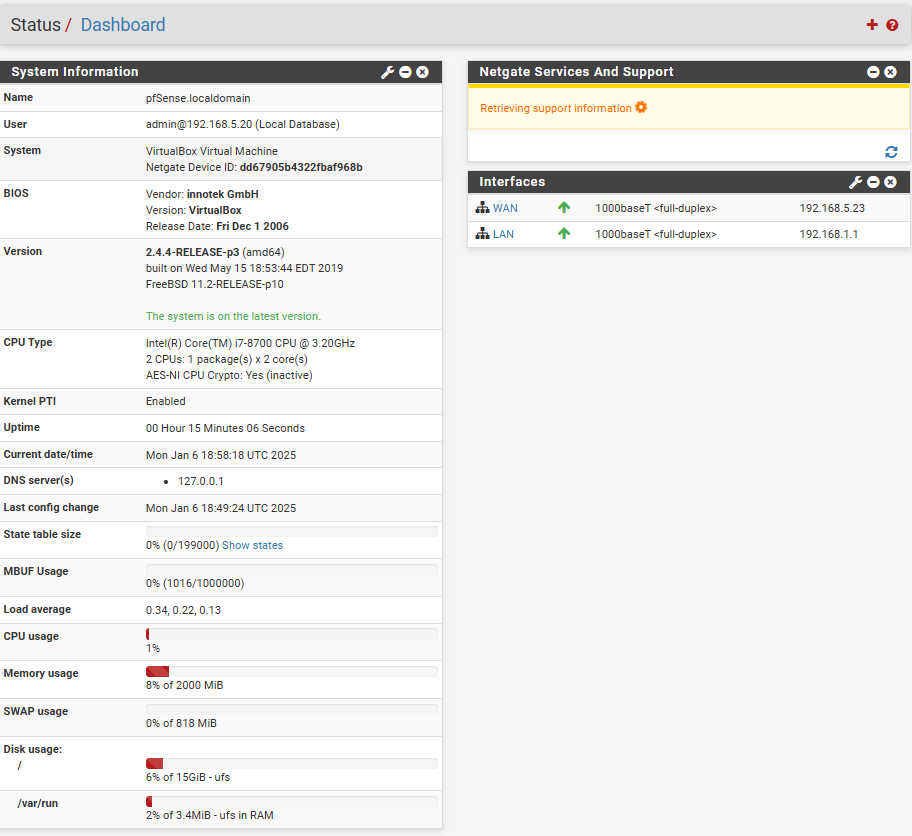 Status / Dashboard
System Information
Name pfSense.localdomain
User admin@192.168.5.20 (Local Database)
System VirtualBox Virtual Machine
Netgate Device ID: dd67905b4322fbaf968b
BIOS Vendor: innotek GmbH
Version: VirtualBox
Release Date: Fri Dec 1 2006
Version 2.4.4-RELEASE-p3 (amd64)
built on Wed May 15 18:53:44 EDT 2019
FreeBSD 11.2-RELEASE-p10
The system is on the latest version.
CPU Type Intel(R) Core(TM) i7-8700 CPU @ 3.20GHz
2 CPUs: 1 package(s) x 2 core(s)
AES-NI CPU Crypto: Yes (inactive)
Kernel PTI Enabled
Uptime 00 Hour 15 Minutes 06 Seconds
Current date/time Mon Jan 6 18:58:18 UTC 2025
DNS server(s) • 127.0.0.1
Last config change Mon Jan 6 18:49:24 UTC 2025
State table size
0% (0/199000) Show states
MBUF Usage
0% (1016/1000000)
Load average 0.34, 0.22, 0.13
CPU usage
1%
Memory usage
8% of 2000 MiB
SWAP usage
0% of 818 MiB
Disk usage:
/
6% of 15GiB - ufs
/var/run
2% of 3.4MiB - ufs in RAM
Netgate Services And Support
Retrieving support information
Interfaces
WAN 1000baseT <full-duplex> 192.168.5.23
LAN 1000baseT <full-duplex> 192.168.1.1